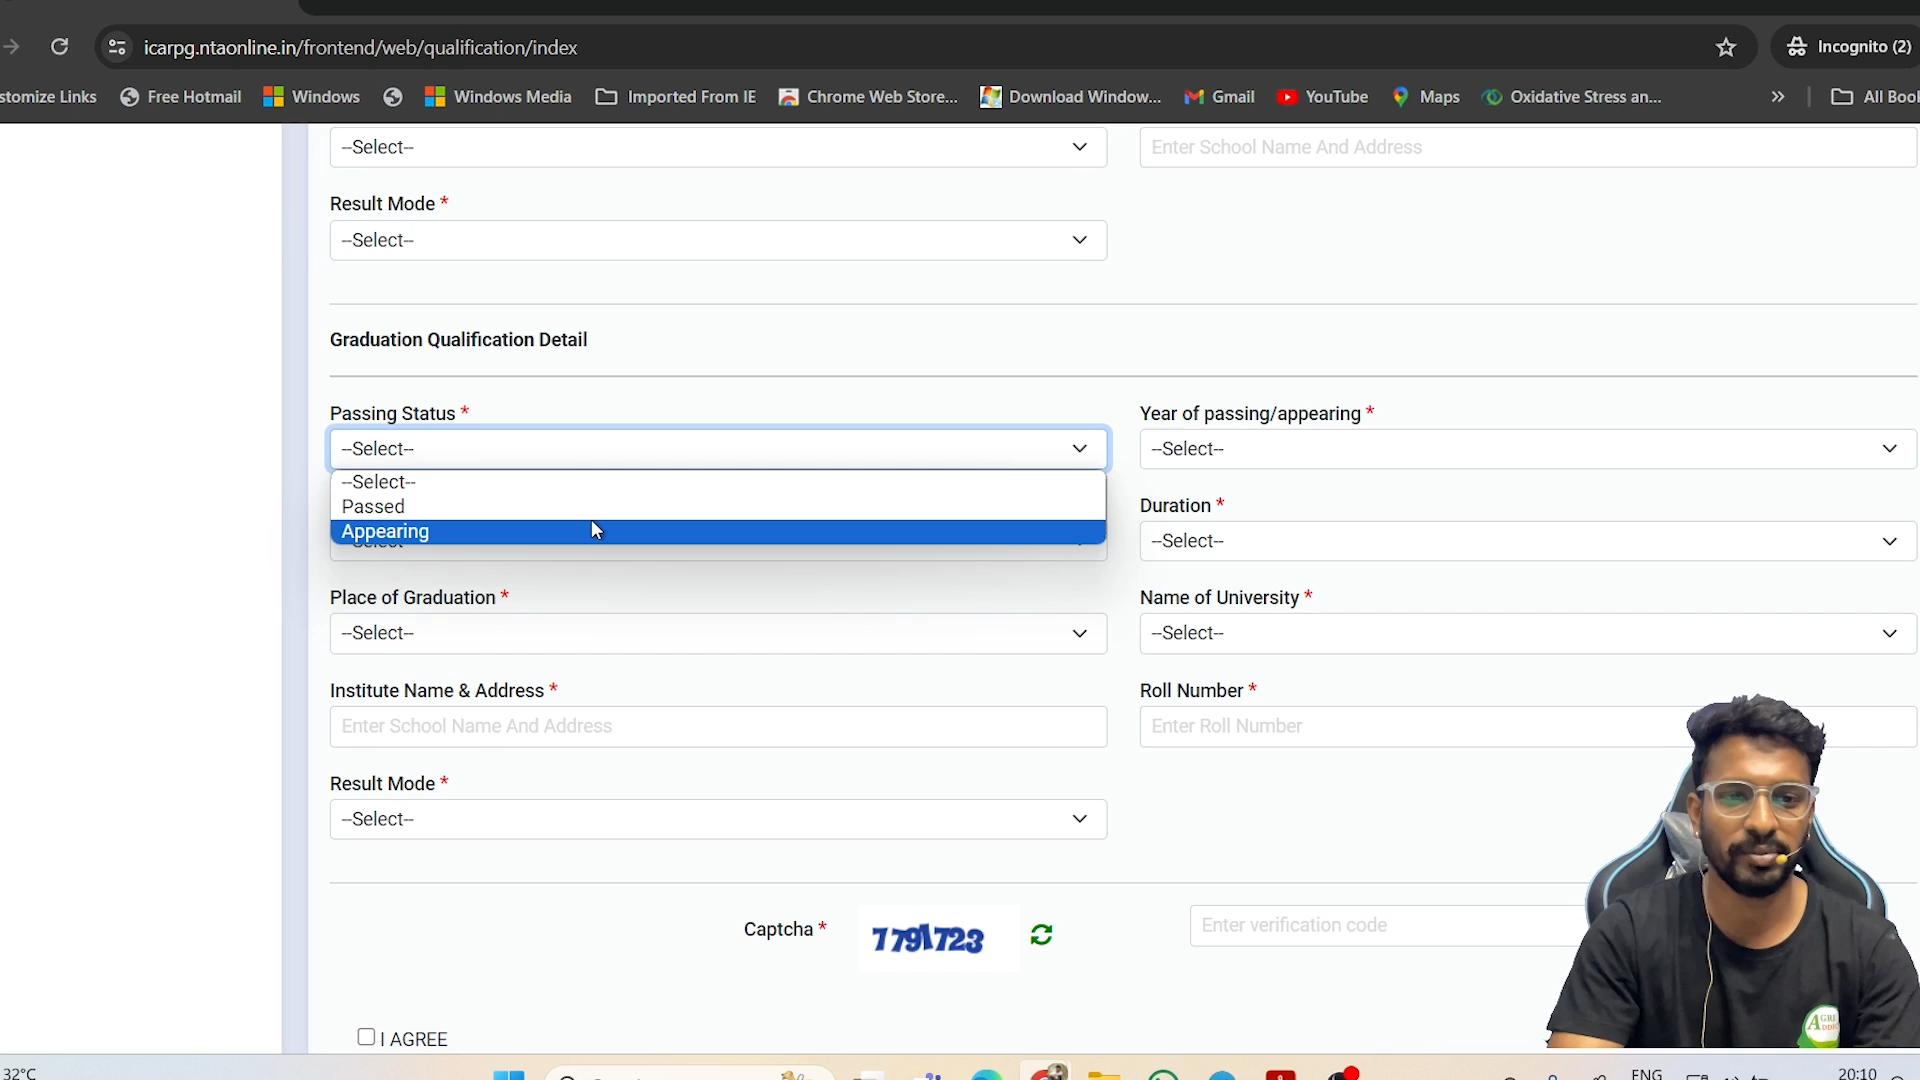 icarpg.ntaonline.in/frontend/web/qualification/index
Incognito (2)
stomize Links Free Hotmail Windows Windows Media Imported From IE Chrome Web Store... Download Window... Gmail YouTube Maps Oxidative Stress an... » All Bool
--Select-- Enter School Name And Address
Result Mode *
--Select--
Graduation Qualification Detail
Passing Status * Year of passing/appearing *
--Select-- --Select--
--Select--
Passed
Duration *
Appearing
--Select--
Place of Graduation * Name of University *
--Select-- --Select--
Institute Name & Address * Roll Number *
Enter School Name And Address Enter Roll Number
Result Mode *
--Select--
Captcha * Enter verification code
I AGREE
AGRI
32°C ENG 20:10